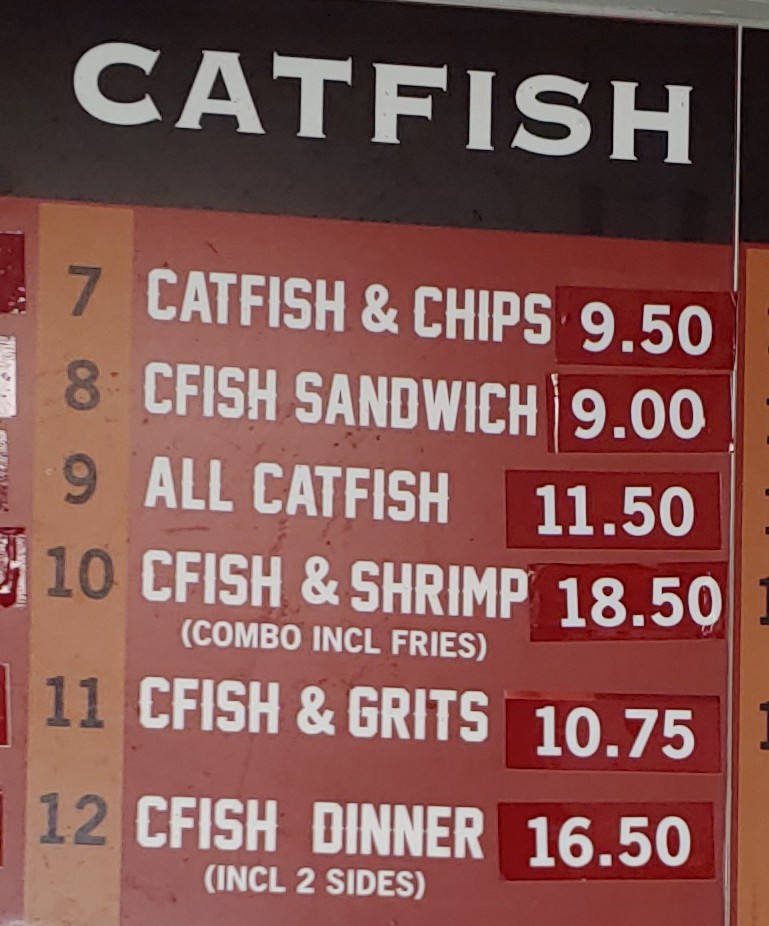 CATFISH
7 CATFISH & CHIPS 9.50
8 CFISH SANDWICH 9.00
9 ALL CATFISH 11.50
10 CFISH & SHRIMP 18.50
(COMBO INCL FRIES)
11 CFISH & GRITS 10.75
12 CFISH DINNER 16.50
(INCL 2 SIDES)